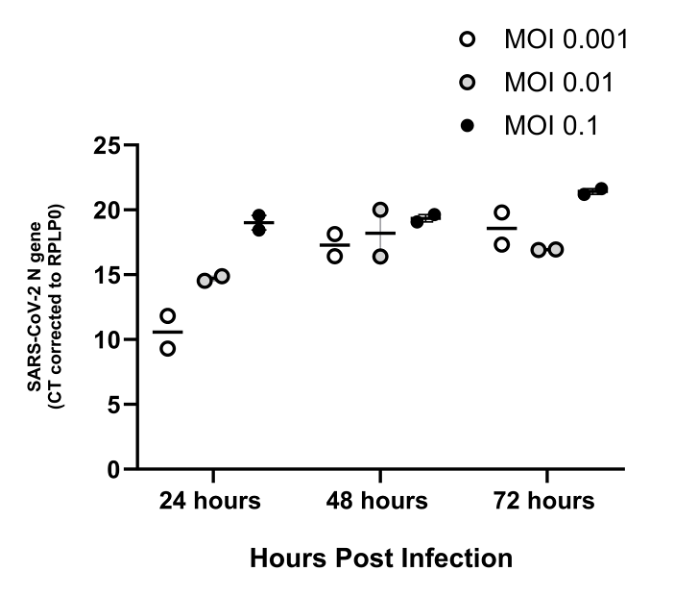 MOI 0.001
MOI 0.01
MOI 0.1
SARS-CoV-2 N gene
(CT corrected to RPLP0)
25
20
15
10
5
0
24 hours
48 hours
72 hours
Hours Post Infection